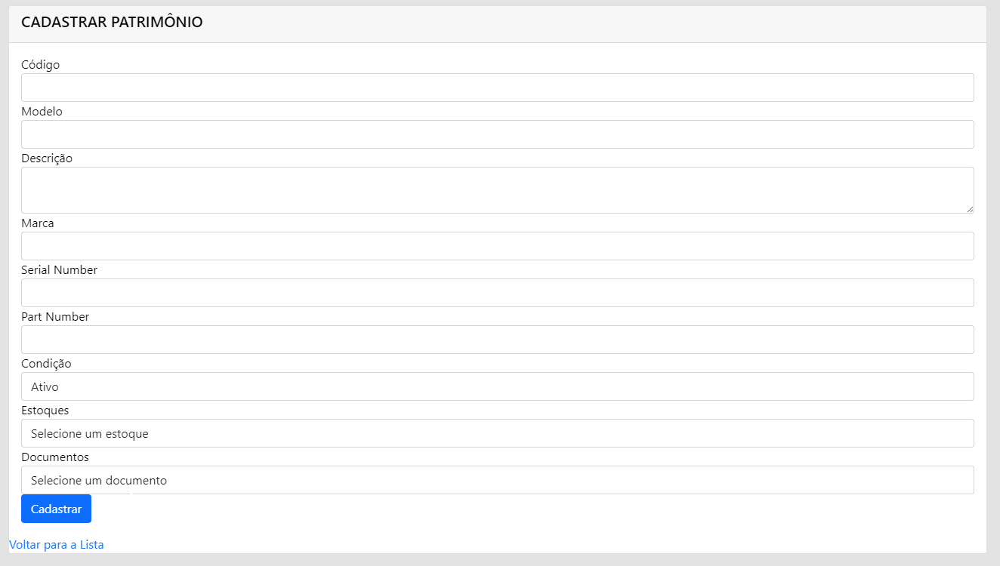 CADASTRAR PATRIMÔNIO
Código
Modelo
Descrição
Marca
Serial Number
Part Number
Condição
Ativo
Estoques
Selecione um estoque
Documentos
Selecione um documento
Cadastrar
Voltar para a Lista